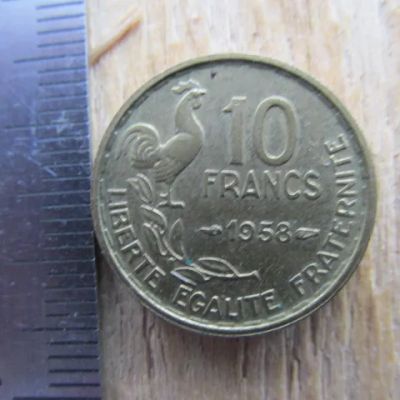 10
FRANCS
1958
LIBERTE EGALITE FRATERNITE